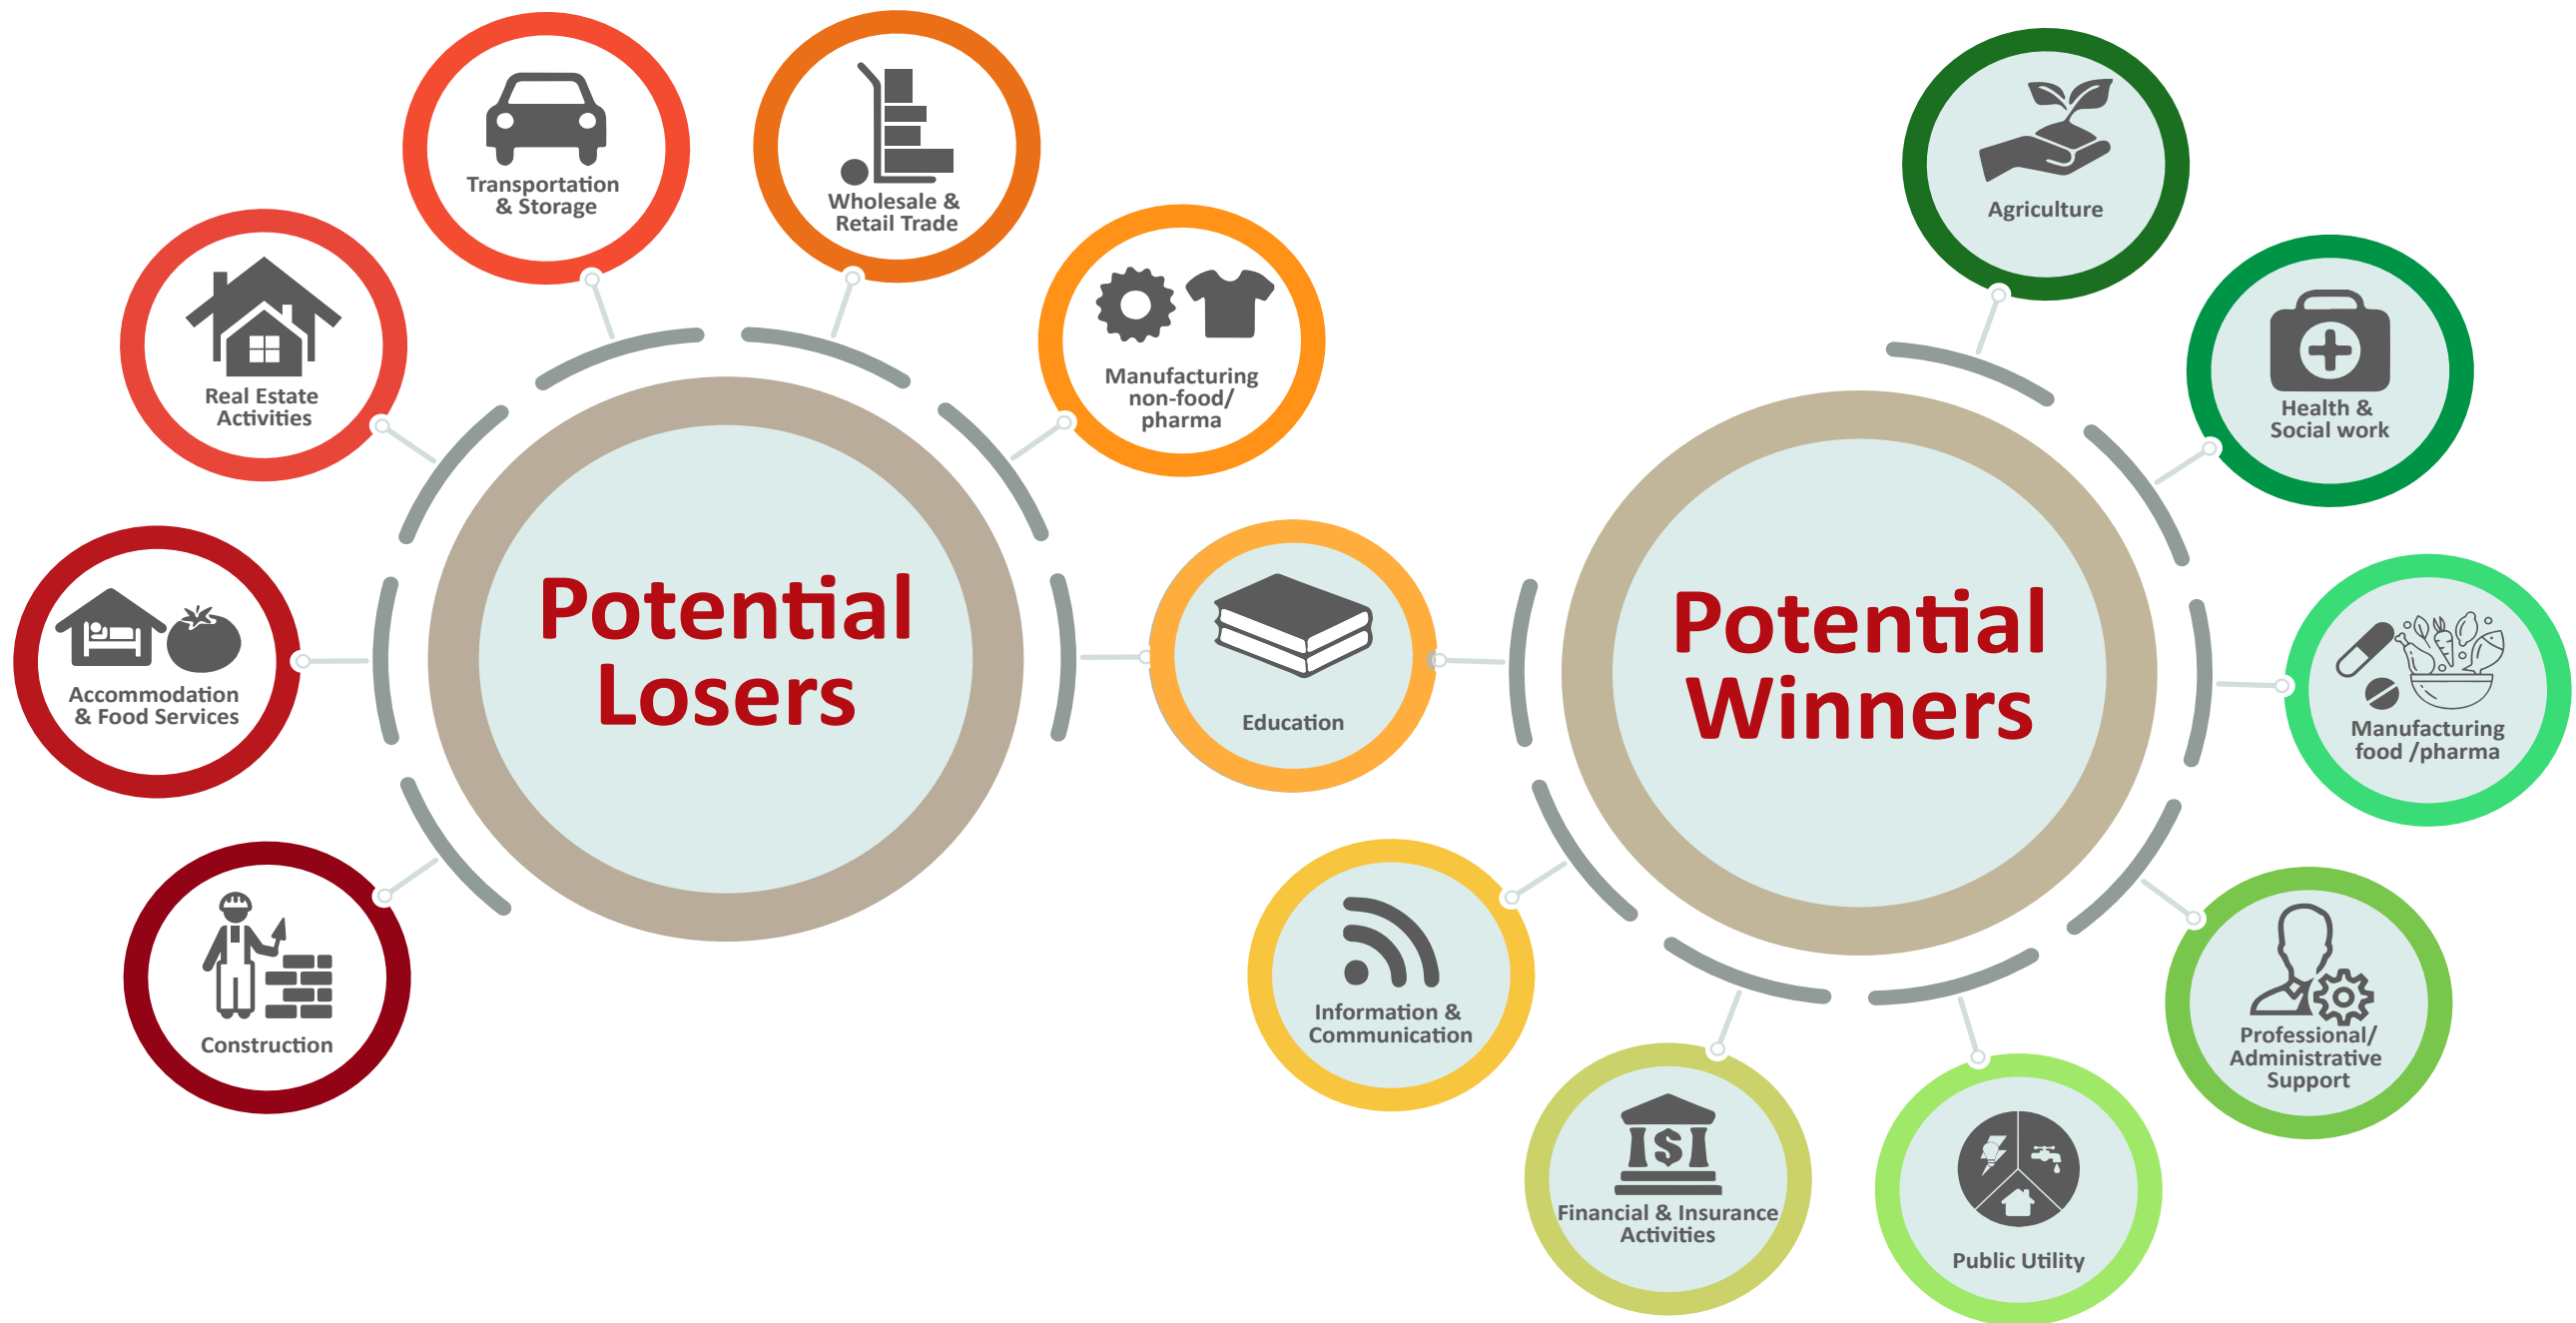 Transportation
& Storage
Wholesale &
Retail Trade
Real Estate
Activities
Manufacturing
non-food/
pharma
Accommodation
& Food Services
Construction
Potential
Losers
Education
Potential
Winners
Agriculture
Health &
Social work
Manufacturing
food /pharma
Professional/
Administrative
Support
Public Utility
$
Financial & Insurance
Activities
Information &
Communication